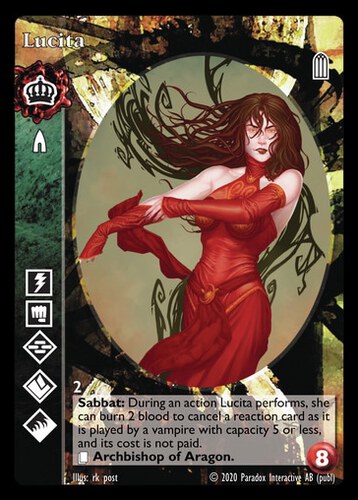 Lucita
2
Sabbat: During an action Lucita performs, she
can burn 2 blood to cancel a reaction card as it
is played by a vampire with capacity 5 or less,
and its cost is not paid.
Archbishop of Aragon.
8
Illus: rk post © 2020 Paradox Interactive AB (publ)